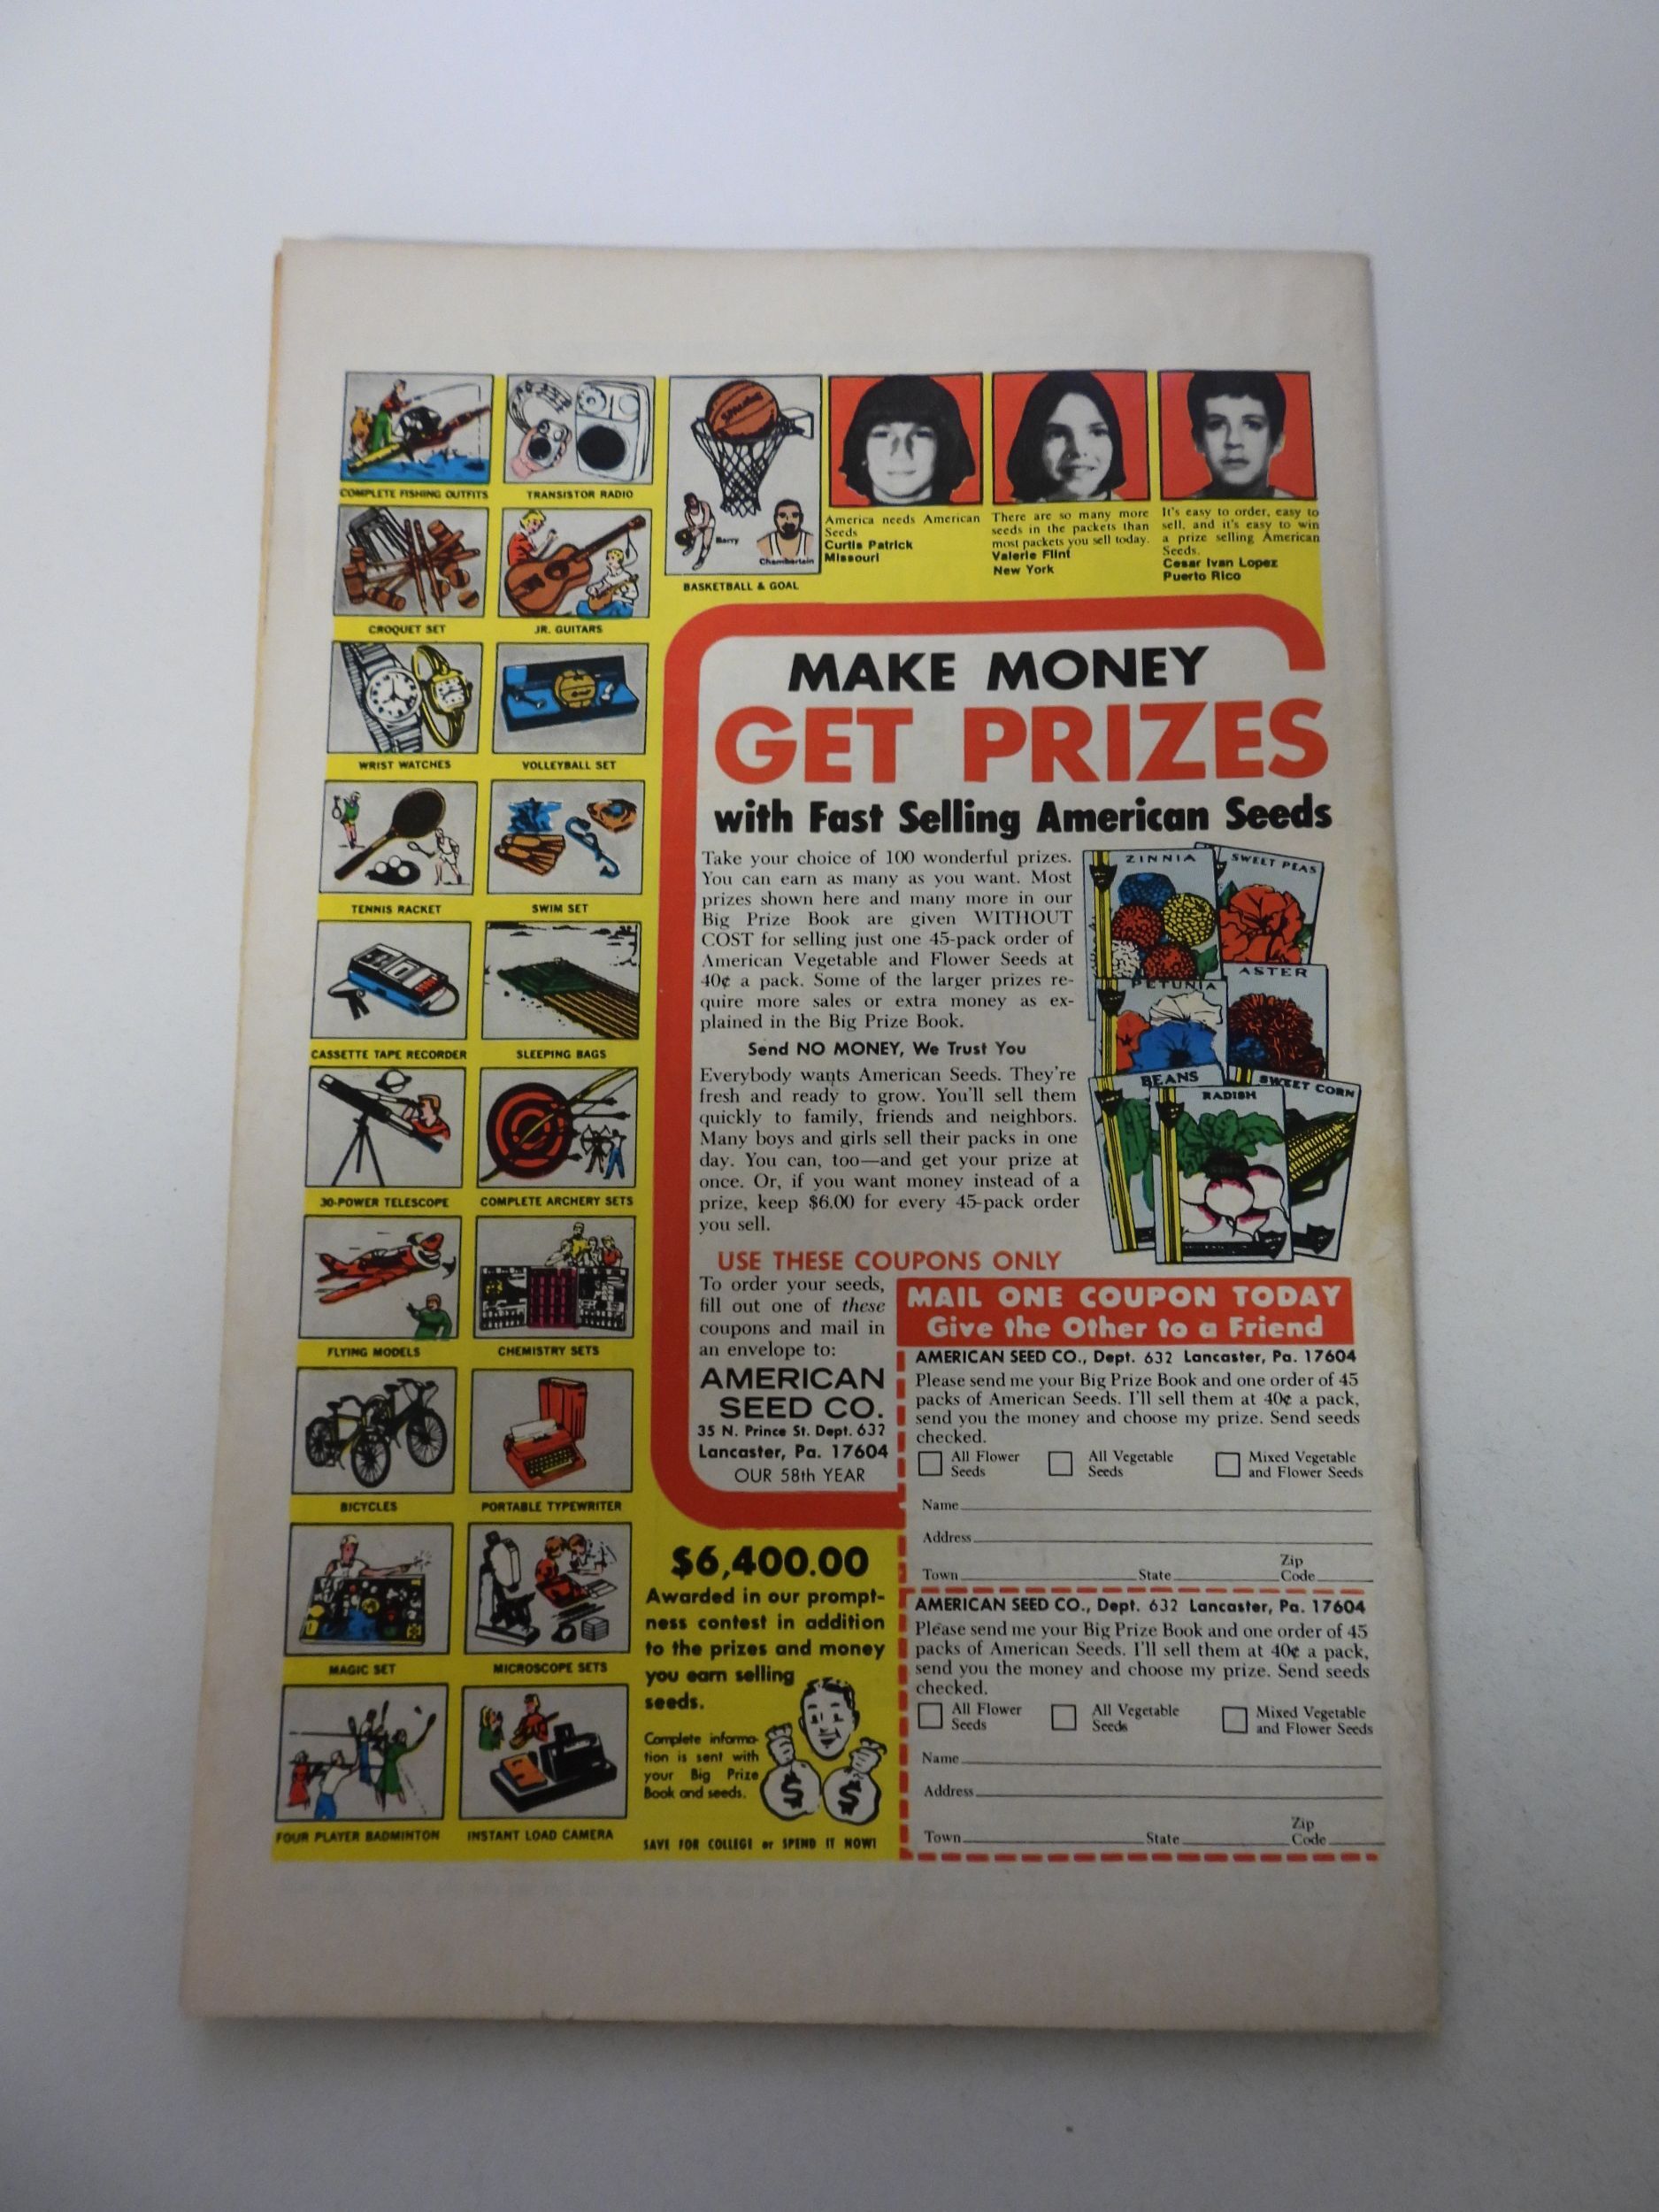 COMPLETE FISHING OUTFITS
TRANSISTOR RADIO
CROQUET SET
JR. GUITARS
WRIST WATCHES
VOLLEYBALL SET
TENNIS RACKET
SWIM SET
CASSETTE TAPE RECORDER
SLEEPING BAGS
30-POWER TELESCOPE
COMPLETE ARCHERY SETS
FLYING MODELS
CHEMISTRY SETS
BICYCLES
PORTABLE TYPEWRITER
MAGIC SET
MICROSCOPE SETS
FOUR PLAYER BADMINTON
INSTANT LOAD CAMERA
SPALDING
Barry
Chamberlain
BASKETBALL & GOAL
America needs American
Seeds
Curtis Patrick
Missouri
There are so many more
seeds in the packets than
most packets you sell today.
Valerie Flint
New York
It's easy to order, easy to
sell, and it's easy to win
a prize selling American
Seeds.
Cesar Ivan Lopez
Puerto Rico
MAKE MONEY
GET PRIZES
with Fast Selling American Seeds
Take your choice of 100 wonderful prizes.
You can earn as many as you want. Most
prizes shown here and many more in our
Big Prize Book are given WITHOUT
COST for selling just one 45-pack order of
American Vegetable and Flower Seeds at
40¢ a pack. Some of the larger prizes re-
quire more sales or extra money as ex-
plained in the Big Prize Book.
Send NO MONEY, We Trust You
Everybody wants American Seeds. They're
fresh and ready to grow. You'll sell them
quickly to family, friends and neighbors.
Many boys and girls sell their packs in one
day. You can, too—and get your prize at
once. Or, if you want money instead of a
prize, keep $6.00 for every 45-pack order
you sell.
ZINNIA
SWEET PEAS
PETUNIA
ASTER
BEANS
RADISH
SWEET CORN
USE THESE COUPONS ONLY
To order your seeds,
fill out one of these
coupons and mail in
an envelope to:
AMERICAN
SEED CO.
35 N. Prince St. Dept. 632
Lancaster, Pa. 17604
OUR 58th YEAR
$6,400.00
Awarded in our prompt-
ness contest in addition
to the prizes and money
you earn selling
seeds.
Complete informa-
tion is sent with
your Big Prize
Book and seeds.
$ $
SAVE FOR COLLEGE or SPEND IT NOW!
MAIL ONE COUPON TODAY
Give the Other to a Friend
AMERICAN SEED CO., Dept. 632 Lancaster, Pa. 17604
Please send me your Big Prize Book and one order of 45
packs of American Seeds. I'll sell them at 40¢ a pack,
send you the money and choose my prize. Send seeds
checked.
All Flower
Seeds
All Vegetable
Seeds
Mixed Vegetable
and Flower Seeds
Name
Address
Town State Zip Code
AMERICAN SEED CO., Dept. 632 Lancaster, Pa. 17604
Please send me your Big Prize Book and one order of 45
packs of American Seeds. I'll sell them at 40¢ a pack,
send you the money and choose my prize. Send seeds
checked.
All Flower
Seeds
All Vegetable
Seeds
Mixed Vegetable
and Flower Seeds
Name
Address
Town State Zip Code